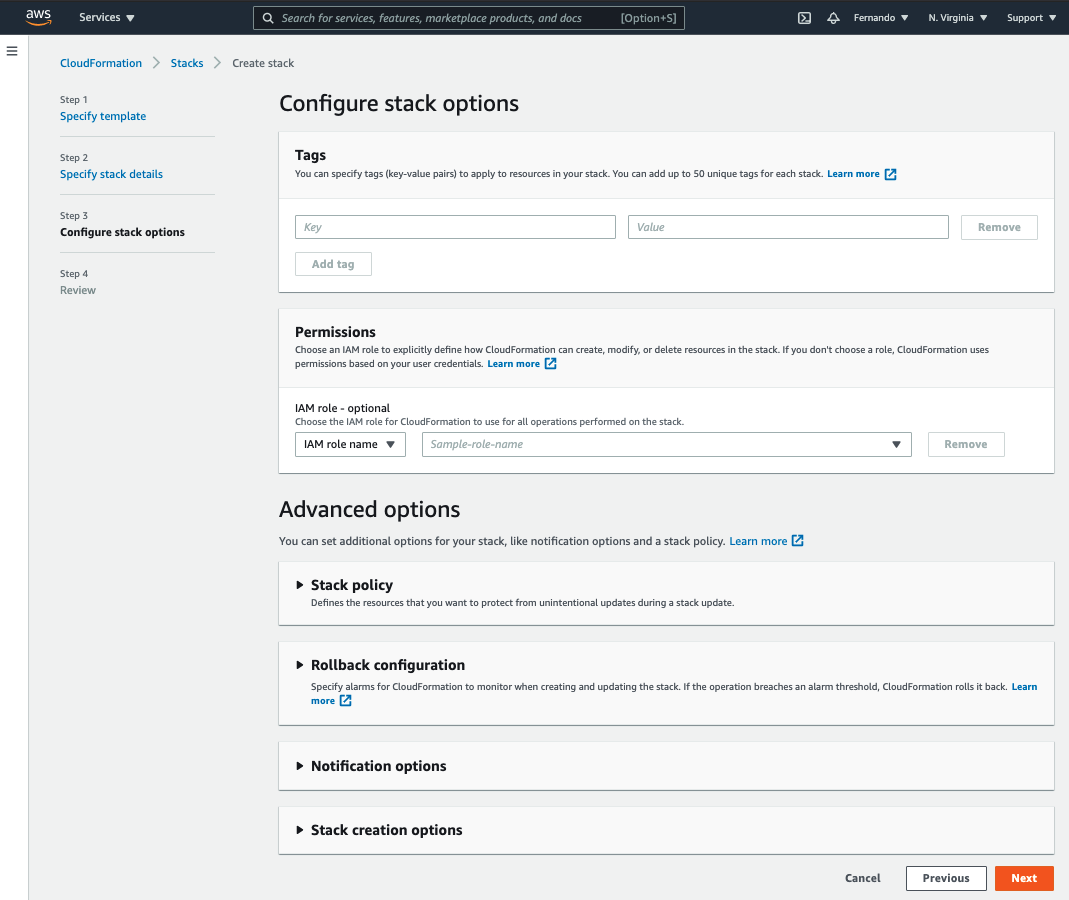 aws
Services
Search for services, features, marketplace products, and docs
[Option+S]
Fernando
N. Virginia
Support
CloudFormation
Stacks
Create stack
Step 1
Specify template
Step 2
Specify stack details
Step 3
Configure stack options
Step 4
Review
Configure stack options
Tags
You can specify tags (key-value pairs) to apply to resources in your stack. You can add up to 50 unique tags for each stack. Learn more
Key
Value
Remove
Add tag
Permissions
Choose an IAM role to explicitly define how CloudFormation can create, modify, or delete resources in the stack. If you don't choose a role, CloudFormation uses
permissions based on your user credentials. Learn more
IAM role - optional
Choose the IAM role for CloudFormation to use for all operations performed on the stack.
IAM role name
Sample-role-name
Remove
Advanced options
You can set additional options for your stack, like notification options and a stack policy. Learn more
Stack policy
Defines the resources that you want to protect from unintentional updates during a stack update.
Rollback configuration
Specify alarms for CloudFormation to monitor when creating and updating the stack. If the operation breaches an alarm threshold, CloudFormation rolls it back. Learn
more
Notification options
Stack creation options
Cancel
Previous
Next